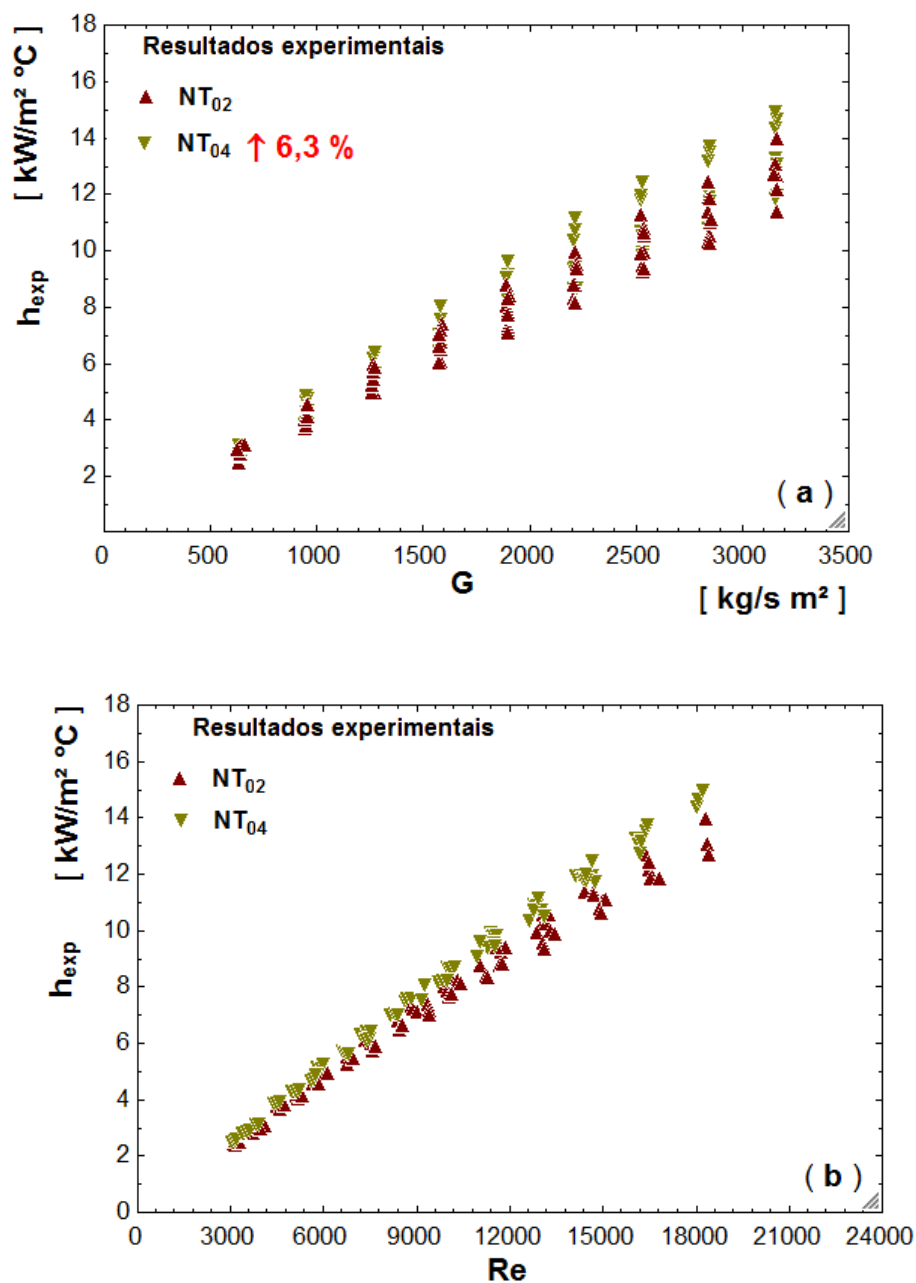 18
16
14
12
10
8
6
4
2
h exp [ kW/m² ºC ]
Resultados experimentais
NT02
NT04 ↑ 6,3 %
( a )
0 500 1000 1500 2000 2500 3000 3500
G
[ kg/s m² ]
18
16
14
12
10
8
6
4
2
0
h exp [ kW/m² ºC ]
Resultados experimentais
NT02
NT04
( b )
0 3000 6000 9000 12000 15000 18000 21000 24000
Re